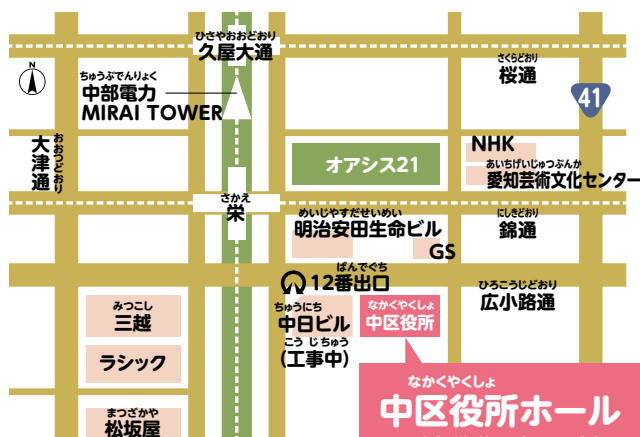 ひさやおおどおり
久屋大通
N
ちゅうぶでんりょく
中部電力
MIRAI TOWER
さくらどおり
桜通
41
おおつどおり
大津通
オアシス21
NHK
あいちげいじゅつぶんか
愛知芸術文化センター
さかえ
栄
めいじやすだせいめい
明治安田生命ビル
GS
にしきどおり
錦通
ばんでぐち
12番出口
ひろこうじどおり
広小路通
みつこし
三越
ラシック
まつざかや
松坂屋
ちゅうにち
中日ビル
こうじちゅう
(工事中)
なかくやくしょ
中区役所
なかくやくしょ
中区役所ホール